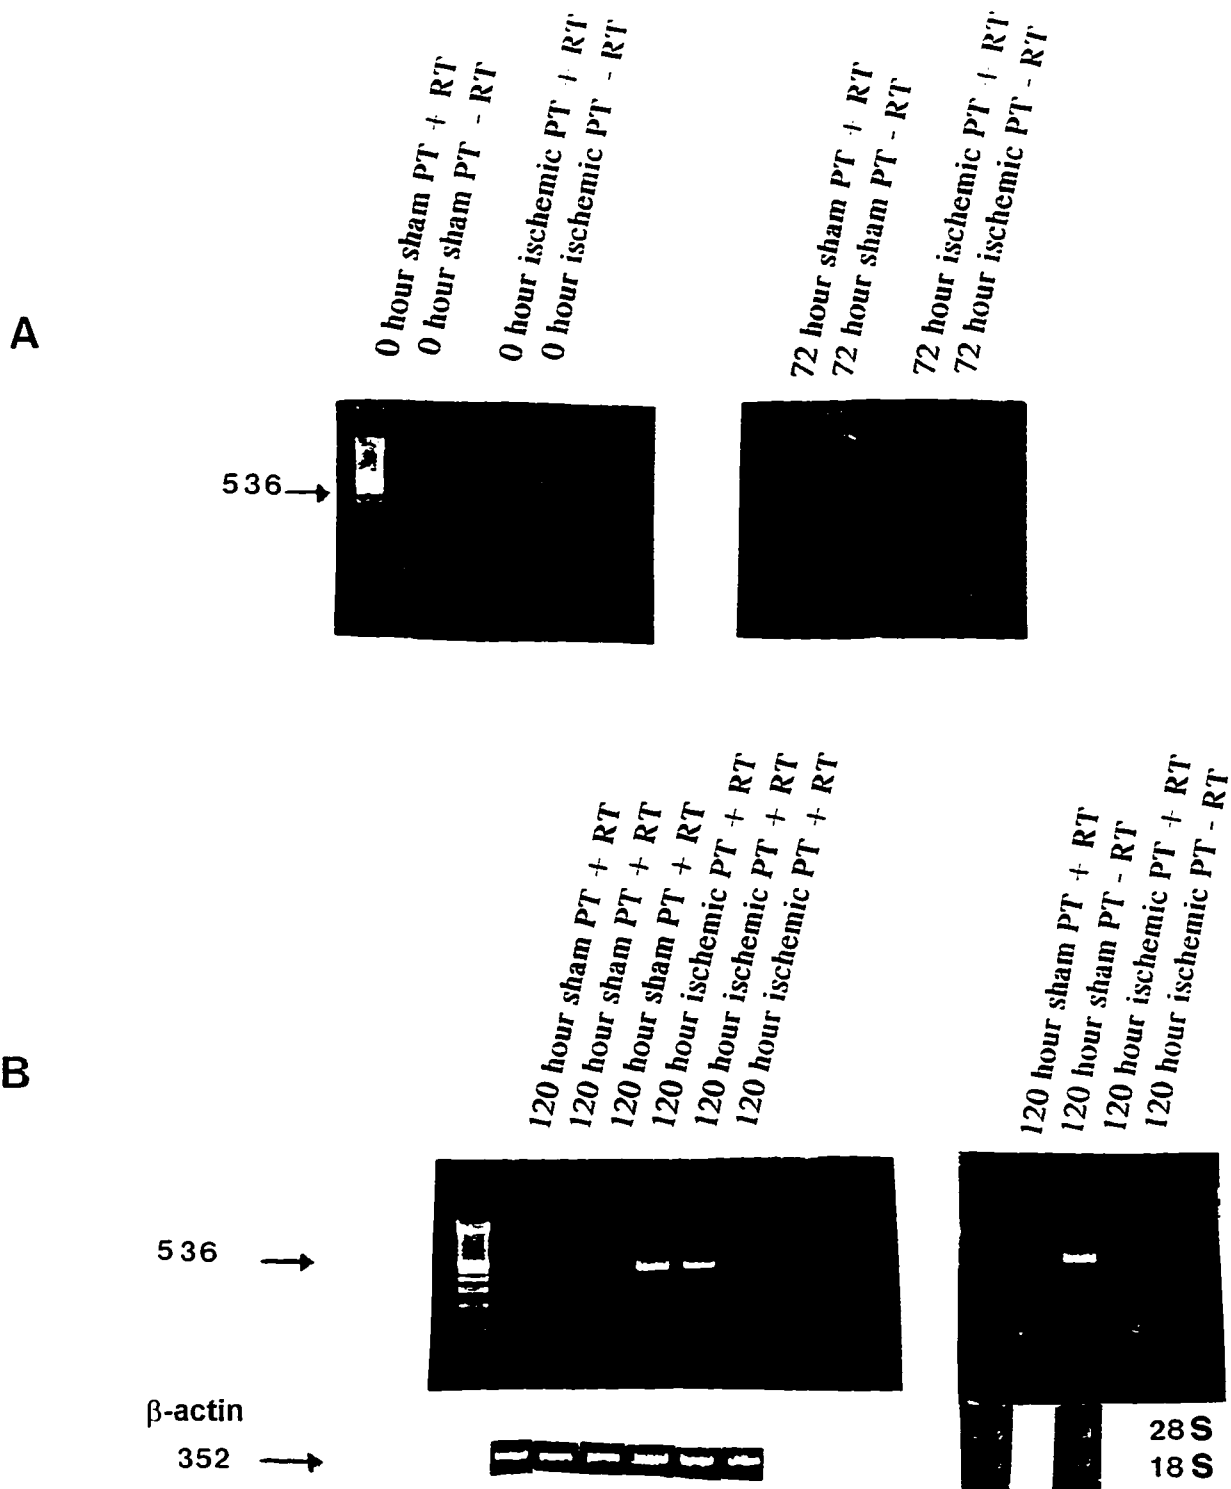 0 hour sham PT + RT
0 hour sham PT - RT
0 hour ischemic PT + RT
0 hour ischemic PT - RT
72 hour sham PT + RT
72 hour sham PT - RT
72 hour ischemic PT + RT
72 hour ischemic PT - RT
A
536
120 hour sham PT + RT
120 hour sham PT + RT
120 hour sham PT + RT
120 hour ischemic PT + RT
120 hour ischemic PT + RT
120 hour ischemic PT + RT
120 hour sham PT + RT
120 hour sham PT - RT
120 hour ischemic PT + RT
120 hour ischemic PT - RT
B
536
β-actin
352
28S
18S